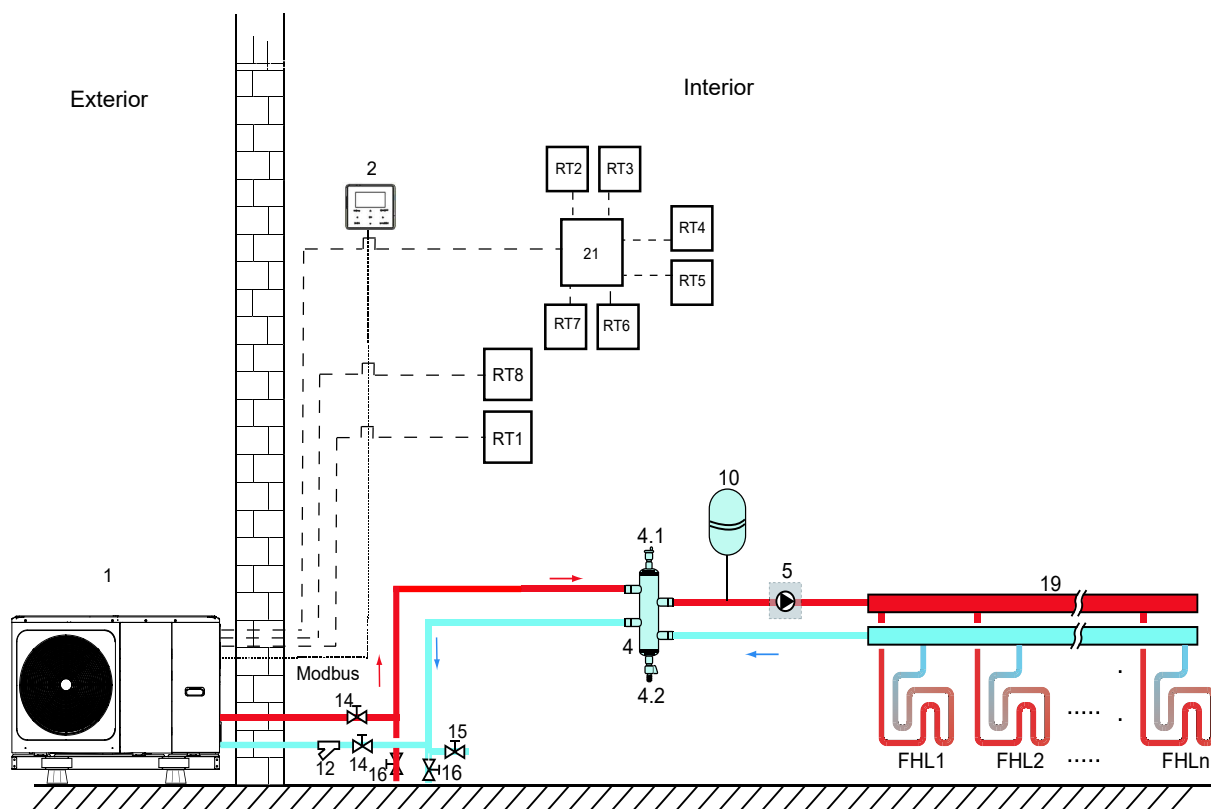 Exterior
Interior
2
RT2
RT3
RT4
21
RT5
RT7
RT6
RT8
RT1
10
4.1
1
5
19
4
Modbus
4.2
14
15
12
14
16
16
.....
.
.
FHL1
FHL2
.....
FHLn